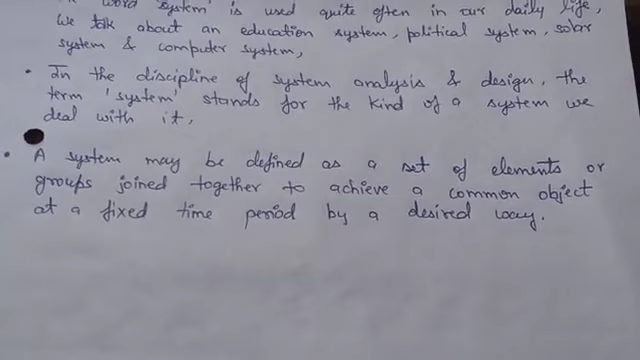 word 'system' is used quite often in our daily life,
We talk about an education system, political system, solar
system & computer system,
• In the discipline of system analysis & design, the
term 'system' stands for the kind of a system we
deal with it,
• A system may be defined as a set of elements or
groups joined together to achieve a common object
at a fixed time period by a desired way.